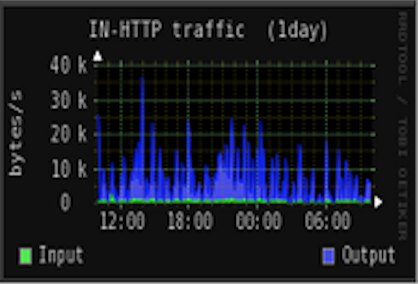 IN-HTTP traffic (1day)
40 k
30 k
20 k
10 k
0
bytes/s
12:00 18:00 00:00 06:00
Input Output
RRDTOOL / TOBI OETIKER